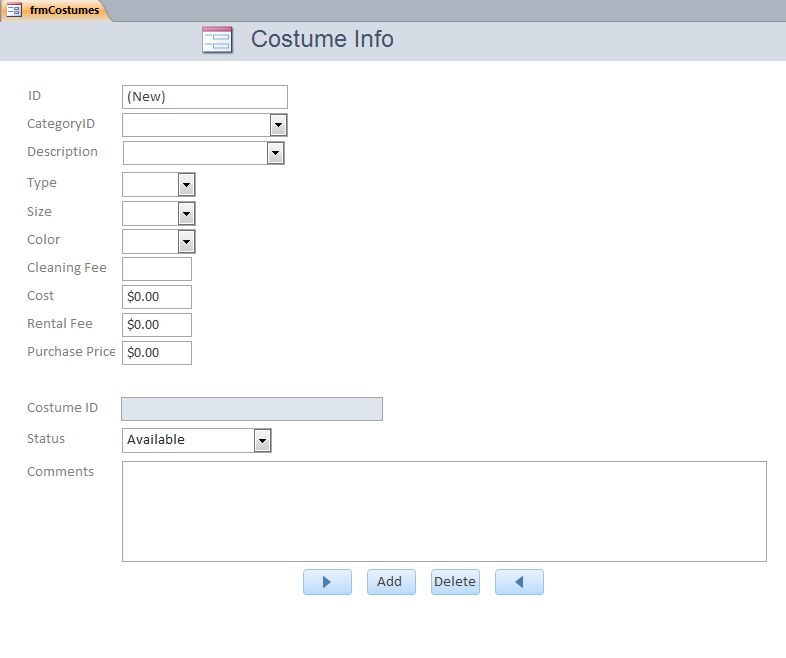 frmCostumes
Costume Info
ID (New)
CategoryID
Description
Type
Size
Color
Cleaning Fee
Cost $0.00
Rental Fee $0.00
Purchase Price $0.00
Costume ID
Status Available
Comments
Add Delete